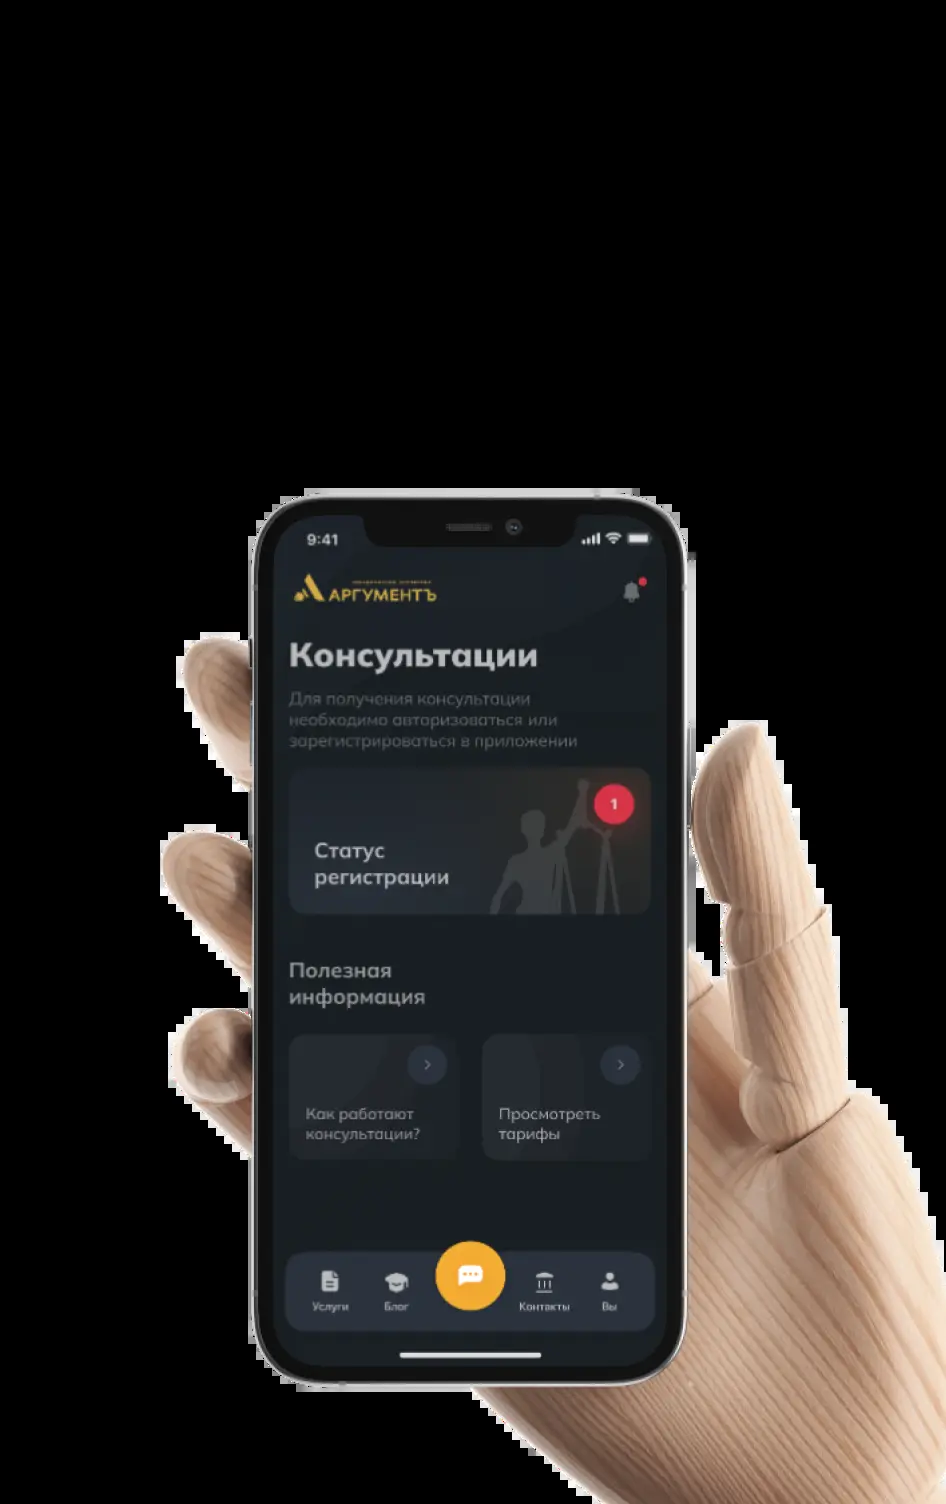 9:41
АРГУМЕНТЪ
Консультации
Для получения консультации
необходимо авторизоваться или
зарегистрироваться в приложении
1
Статус
регистрации
Полезная
информация
Как работают
консультации?
Просмотреть
тарифы
Услуги
Блог
Контакты
Вы